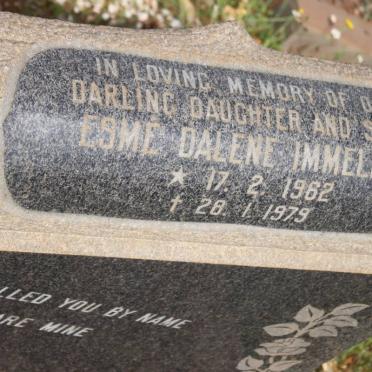 IN LOVING MEMORY OF
DARLING DAUGHTER AND
ESME DALENE IMMEL
* 17. 2. 1962
† 28. 1. 1979
LLED YOU BY NAME
ARE MINE